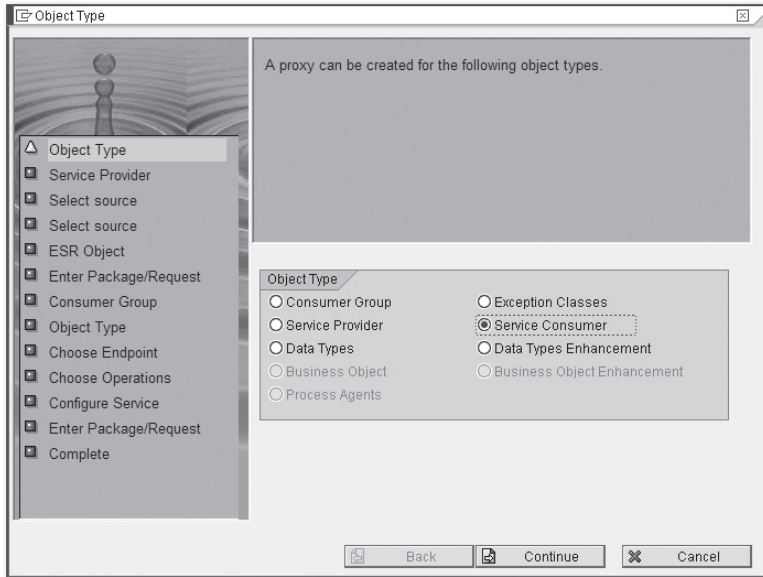 Object Type
A proxy can be created for the following object types.
Object Type
Service Provider
Select source
Select source
ESR Object
Enter Package/Request
Consumer Group
Object Type
Choose Endpoint
Choose Operations
Configure Service
Enter Package/Request
Complete
Object Type
Consumer Group
Exception Classes
Service Provider
Service Consumer
Data Types
Data Types Enhancement
Business Object
Business Object Enhancement
Process Agents
Back
Continue
Cancel